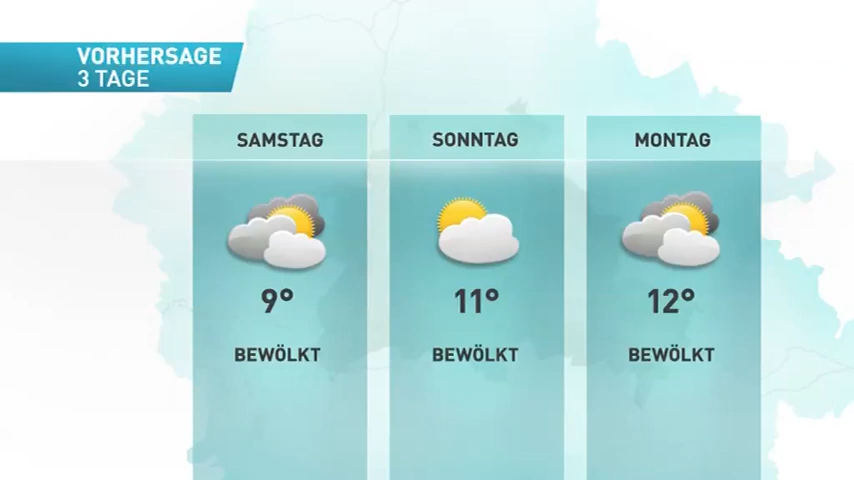 VORHERSAGE
3 TAGE
SAMSTAG
9°
BEWÖLKT
SONNTAG
11°
BEWÖLKT
MONTAG
12°
BEWÖLKT